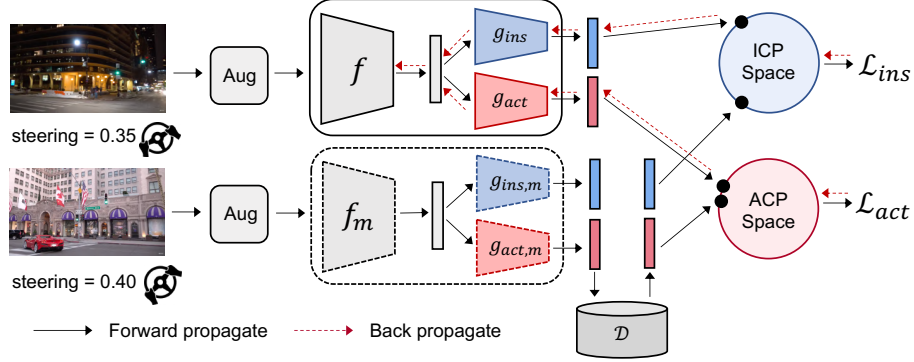 steering = 0.35
Aug
f
g_ins
g_act
ICP
Space
ℒ_ins
steering = 0.40
Aug
f_m
g_ins,m
g_act,m
ACP
Space
ℒ_act
𝒟
Forward propagate
Back propagate